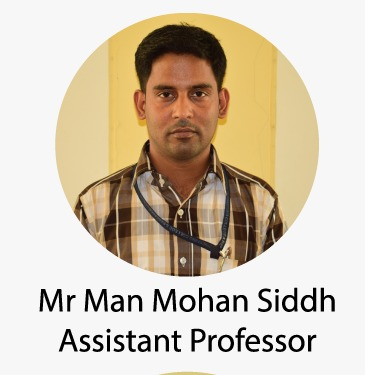 Mr Man Mohan Siddh
Assistant Professor